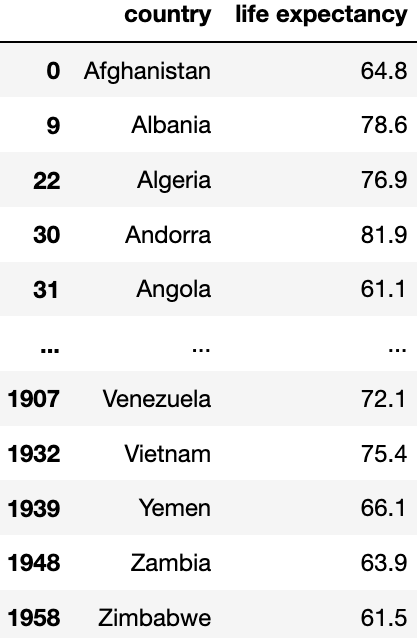 country life expectancy
0 Afghanistan 64.8
9 Albania 78.6
22 Algeria 76.9
30 Andorra 81.9
31 Angola 61.1
... ... ...
1907 Venezuela 72.1
1932 Vietnam 75.4
1939 Yemen 66.1
1948 Zambia 63.9
1958 Zimbabwe 61.5